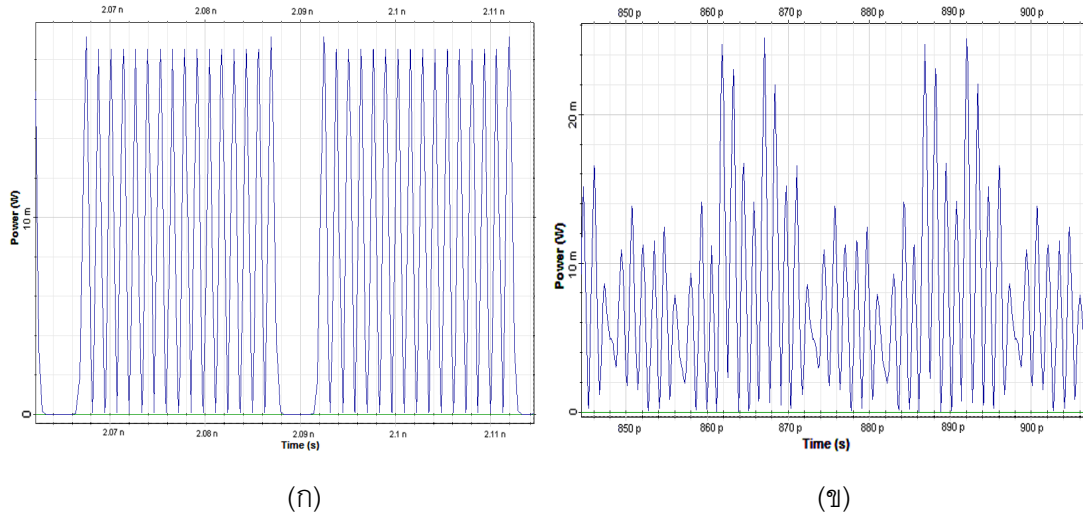 2.07 n 2.08 n 2.09 n 2.1 n 2.11 n
Power (W)
10 m
0
2.07 n 2.08 n 2.09 n 2.1 n 2.11 n
Time (s)
(ก)
850 p 860 p 870 p 880 p 890 p 900 p
Power (W)
20 m
10 m
0
850 p 860 p 870 p 880 p 890 p 900 p
Time (s)
(ข)